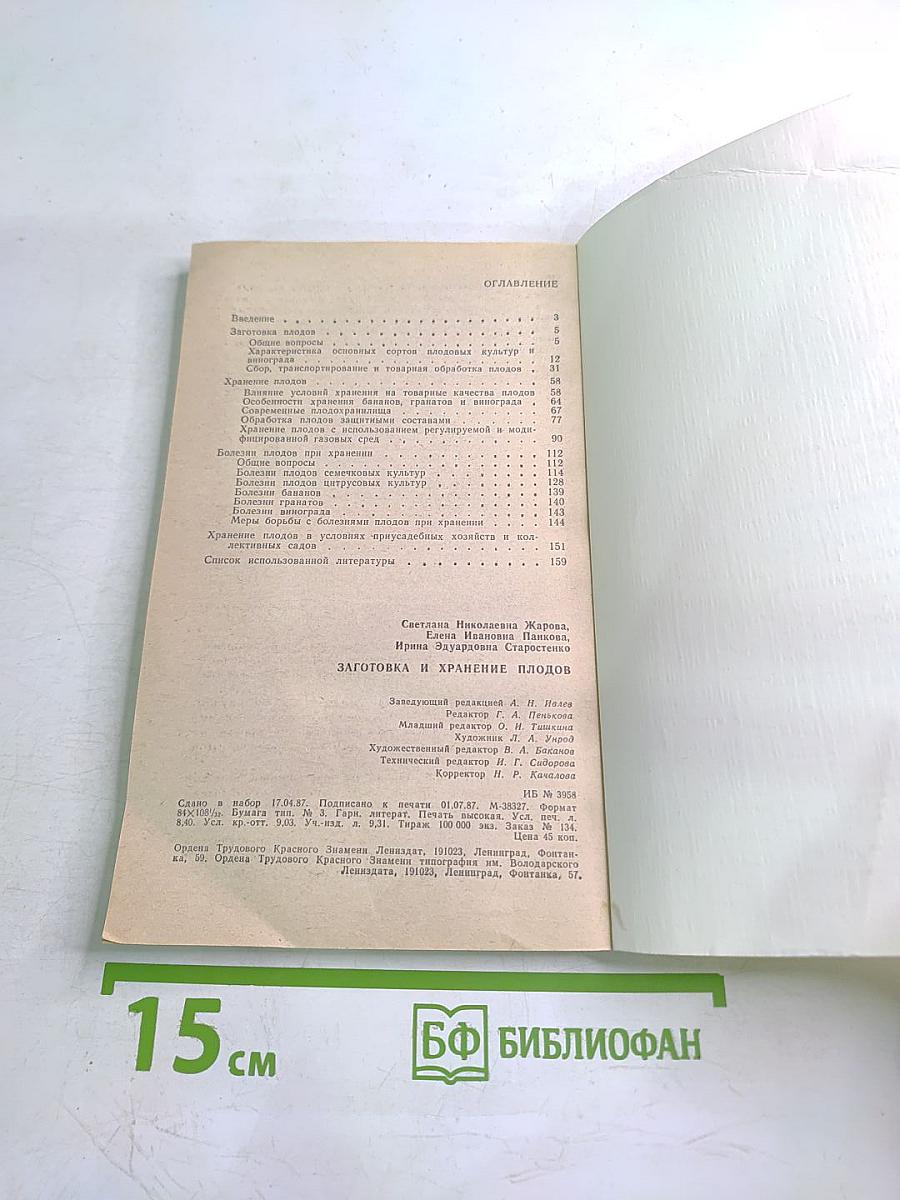 ОГЛАВЛЕНИЕ
Введение . . . . . . . . . . . . . . . . . . 3
Заготовка плодов . . . . . . . . . . . . . . . 5
Общие вопросы . . . . . . . . . . . . . . 5
Характеристика основных сортов плодовых культур и
винограда . . . . . . . . . . . . . . . . 12
Сбор, транспортирование и товарная обработка плодов . 31
Хранение плодов . . . . . . . . . . . . . . . 58
Влияние условий хранения на товарные качества плодов 58
Особенности хранения бананов, гранатов и винограда . 64
Современные плодохранилища . . . . . . . . . 67
Обработка плодов защитными составами . . . . . . 77
Хранение плодов с использованием регулируемой и моди-
фицированной газовых сред . . . . . . . . . . 90
Болезни плодов при хранении . . . . . . . . . . 112
Общие вопросы . . . . . . . . . . . . . . 112
Болезни плодов семечковых культур . . . . . . . 114
Болезни плодов цитрусовых культур . . . . . . . 128
Болезни бананов . . . . . . . . . . . . . 139
Болезни гранатов . . . . . . . . . . . . . 140
Болезни винограда . . . . . . . . . . . . . 143
Меры борьбы с болезнями плодов при хранении . . . . 144
Хранение плодов в условиях приусадебных хозяйств и кол-
лективных садов . . . . . . . . . . . . . . 151
Список использованной литературы . . . . . . . . . 159
Светлана Николаевна Жарова,
Елена Ивановна Панкова,
Ирина Эдуардовна Старостенко
ЗАГОТОВКА И ХРАНЕНИЕ ПЛОДОВ
Заведующий редакцией А. Н. Ивлев
Редактор Г. А. Пенькова
Младший редактор О. И. Тишкина
Художник Л. А. Унрод
Художественный редактор В. А. Баканов
Технический редактор И. Г. Сидорова
Корректор Н. Р. Качалова
ИБ № 3958
Сдано в набор 17.04.87. Подписано к печати 01.07.87. М-38327. Формат
84×108¹/₃₂. Бумага тип. № 3. Гарн. литерат. Печать высокая. Усл. печ. л.
8,40. Усл. кр.-отт. 9,03. Уч.-изд. л. 9,31. Тираж 100 000 экз. Заказ № 134.
Цена 45 коп.
Ордена Трудового Красного Знамени Лениздат, 191023, Ленинград, Фонтан-
ка, 59. Ордена Трудового Красного Знамени типография им. Володарского
Лениздата, 191023, Ленинград, Фонтанка, 57.
15 см
БФ БИБЛИОФАН